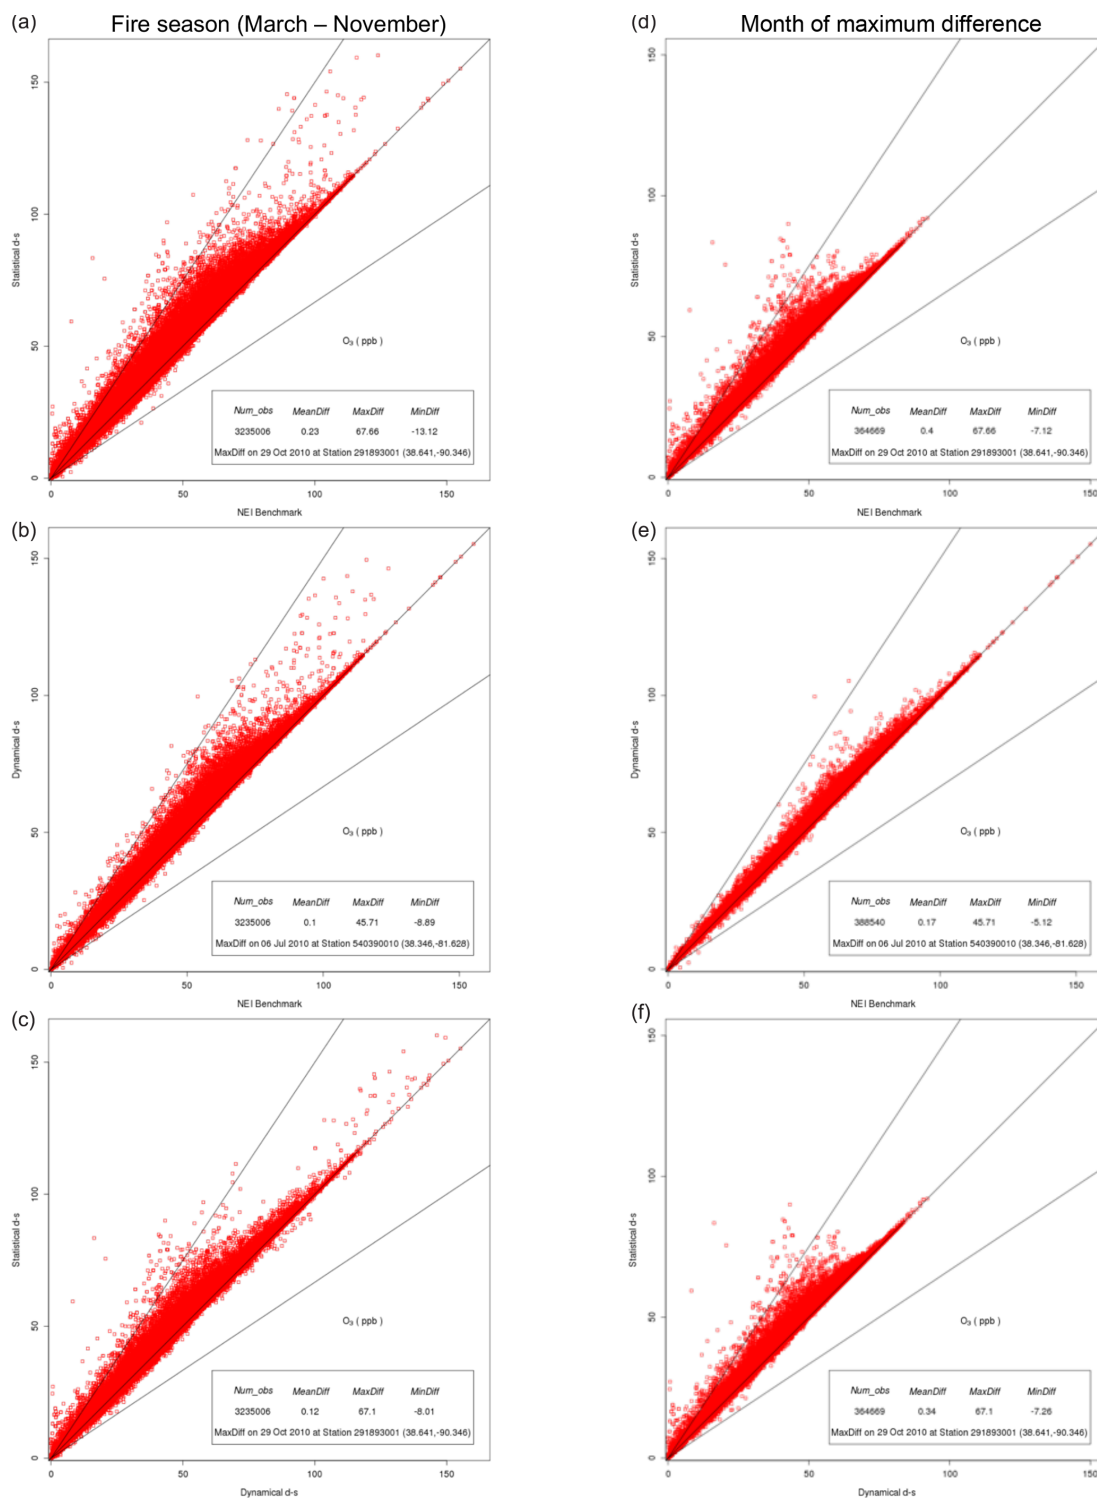 (a) Fire season (March – November)
150
100
50
0
Statistical d-s
O₃ ( ppb )
Num_obs MeanDiff MaxDiff MinDiff
3235006 0.23 67.66 -13.12
MaxDiff on 29 Oct 2010 at Station 291893001 (38.641,-90.346)
0 50 100 150
NEI Benchmark
(d) Month of maximum difference
150
100
50
0
Statistical d-s
O₃ ( ppb )
Num_obs MeanDiff MaxDiff MinDiff
364669 0.4 67.66 -7.12
MaxDiff on 29 Oct 2010 at Station 291893001 (38.641,-90.346)
0 50 100 150
NEI Benchmark
(b)
150
100
50
0
Dynamical d-s
O₃ ( ppb )
Num_obs MeanDiff MaxDiff MinDiff
3235006 0.1 45.71 -8.89
MaxDiff on 06 Jul 2010 at Station 540390010 (38.346,-81.628)
0 50 100 150
NEI Benchmark
(e)
150
100
50
0
Dynamical d-s
O₃ ( ppb )
Num_obs MeanDiff MaxDiff MinDiff
388540 0.17 45.71 -5.12
MaxDiff on 06 Jul 2010 at Station 540390010 (38.346,-81.628)
0 50 100 150
NEI Benchmark
(c)
150
100
50
0
Statistical d-s
O₃ ( ppb )
Num_obs MeanDiff MaxDiff MinDiff
3235006 0.12 67.1 -8.01
MaxDiff on 29 Oct 2010 at Station 291893001 (38.641,-90.346)
0 50 100 150
Dynamical d-s
(f)
150
100
50
0
Statistical d-s
O₃ ( ppb )
Num_obs MeanDiff MaxDiff MinDiff
364669 0.34 67.1 -7.26
MaxDiff on 29 Oct 2010 at Station 291893001 (38.641,-90.346)
0 50 100 150
Dynamical d-s